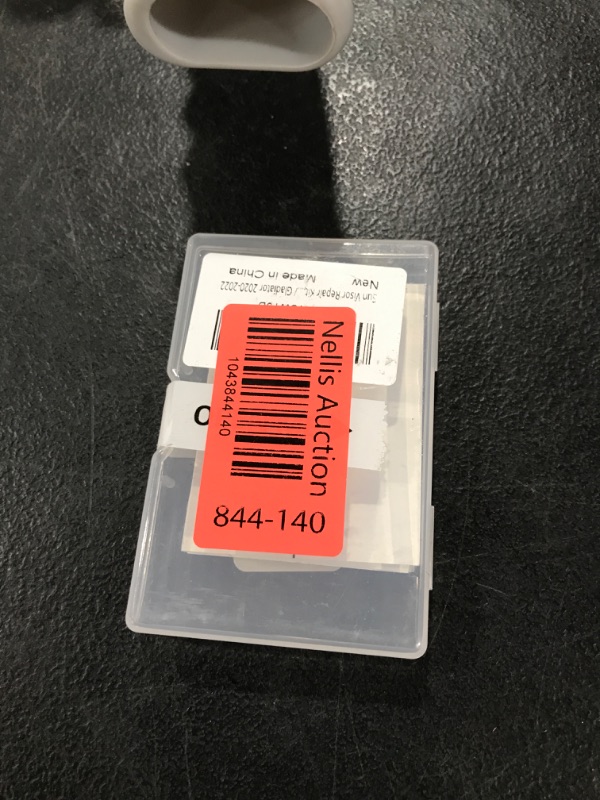 New
Made in China
Sun Visor Repair Kit... / Gladiator 2020-2022
Nellis Auction
1043844140
844-140